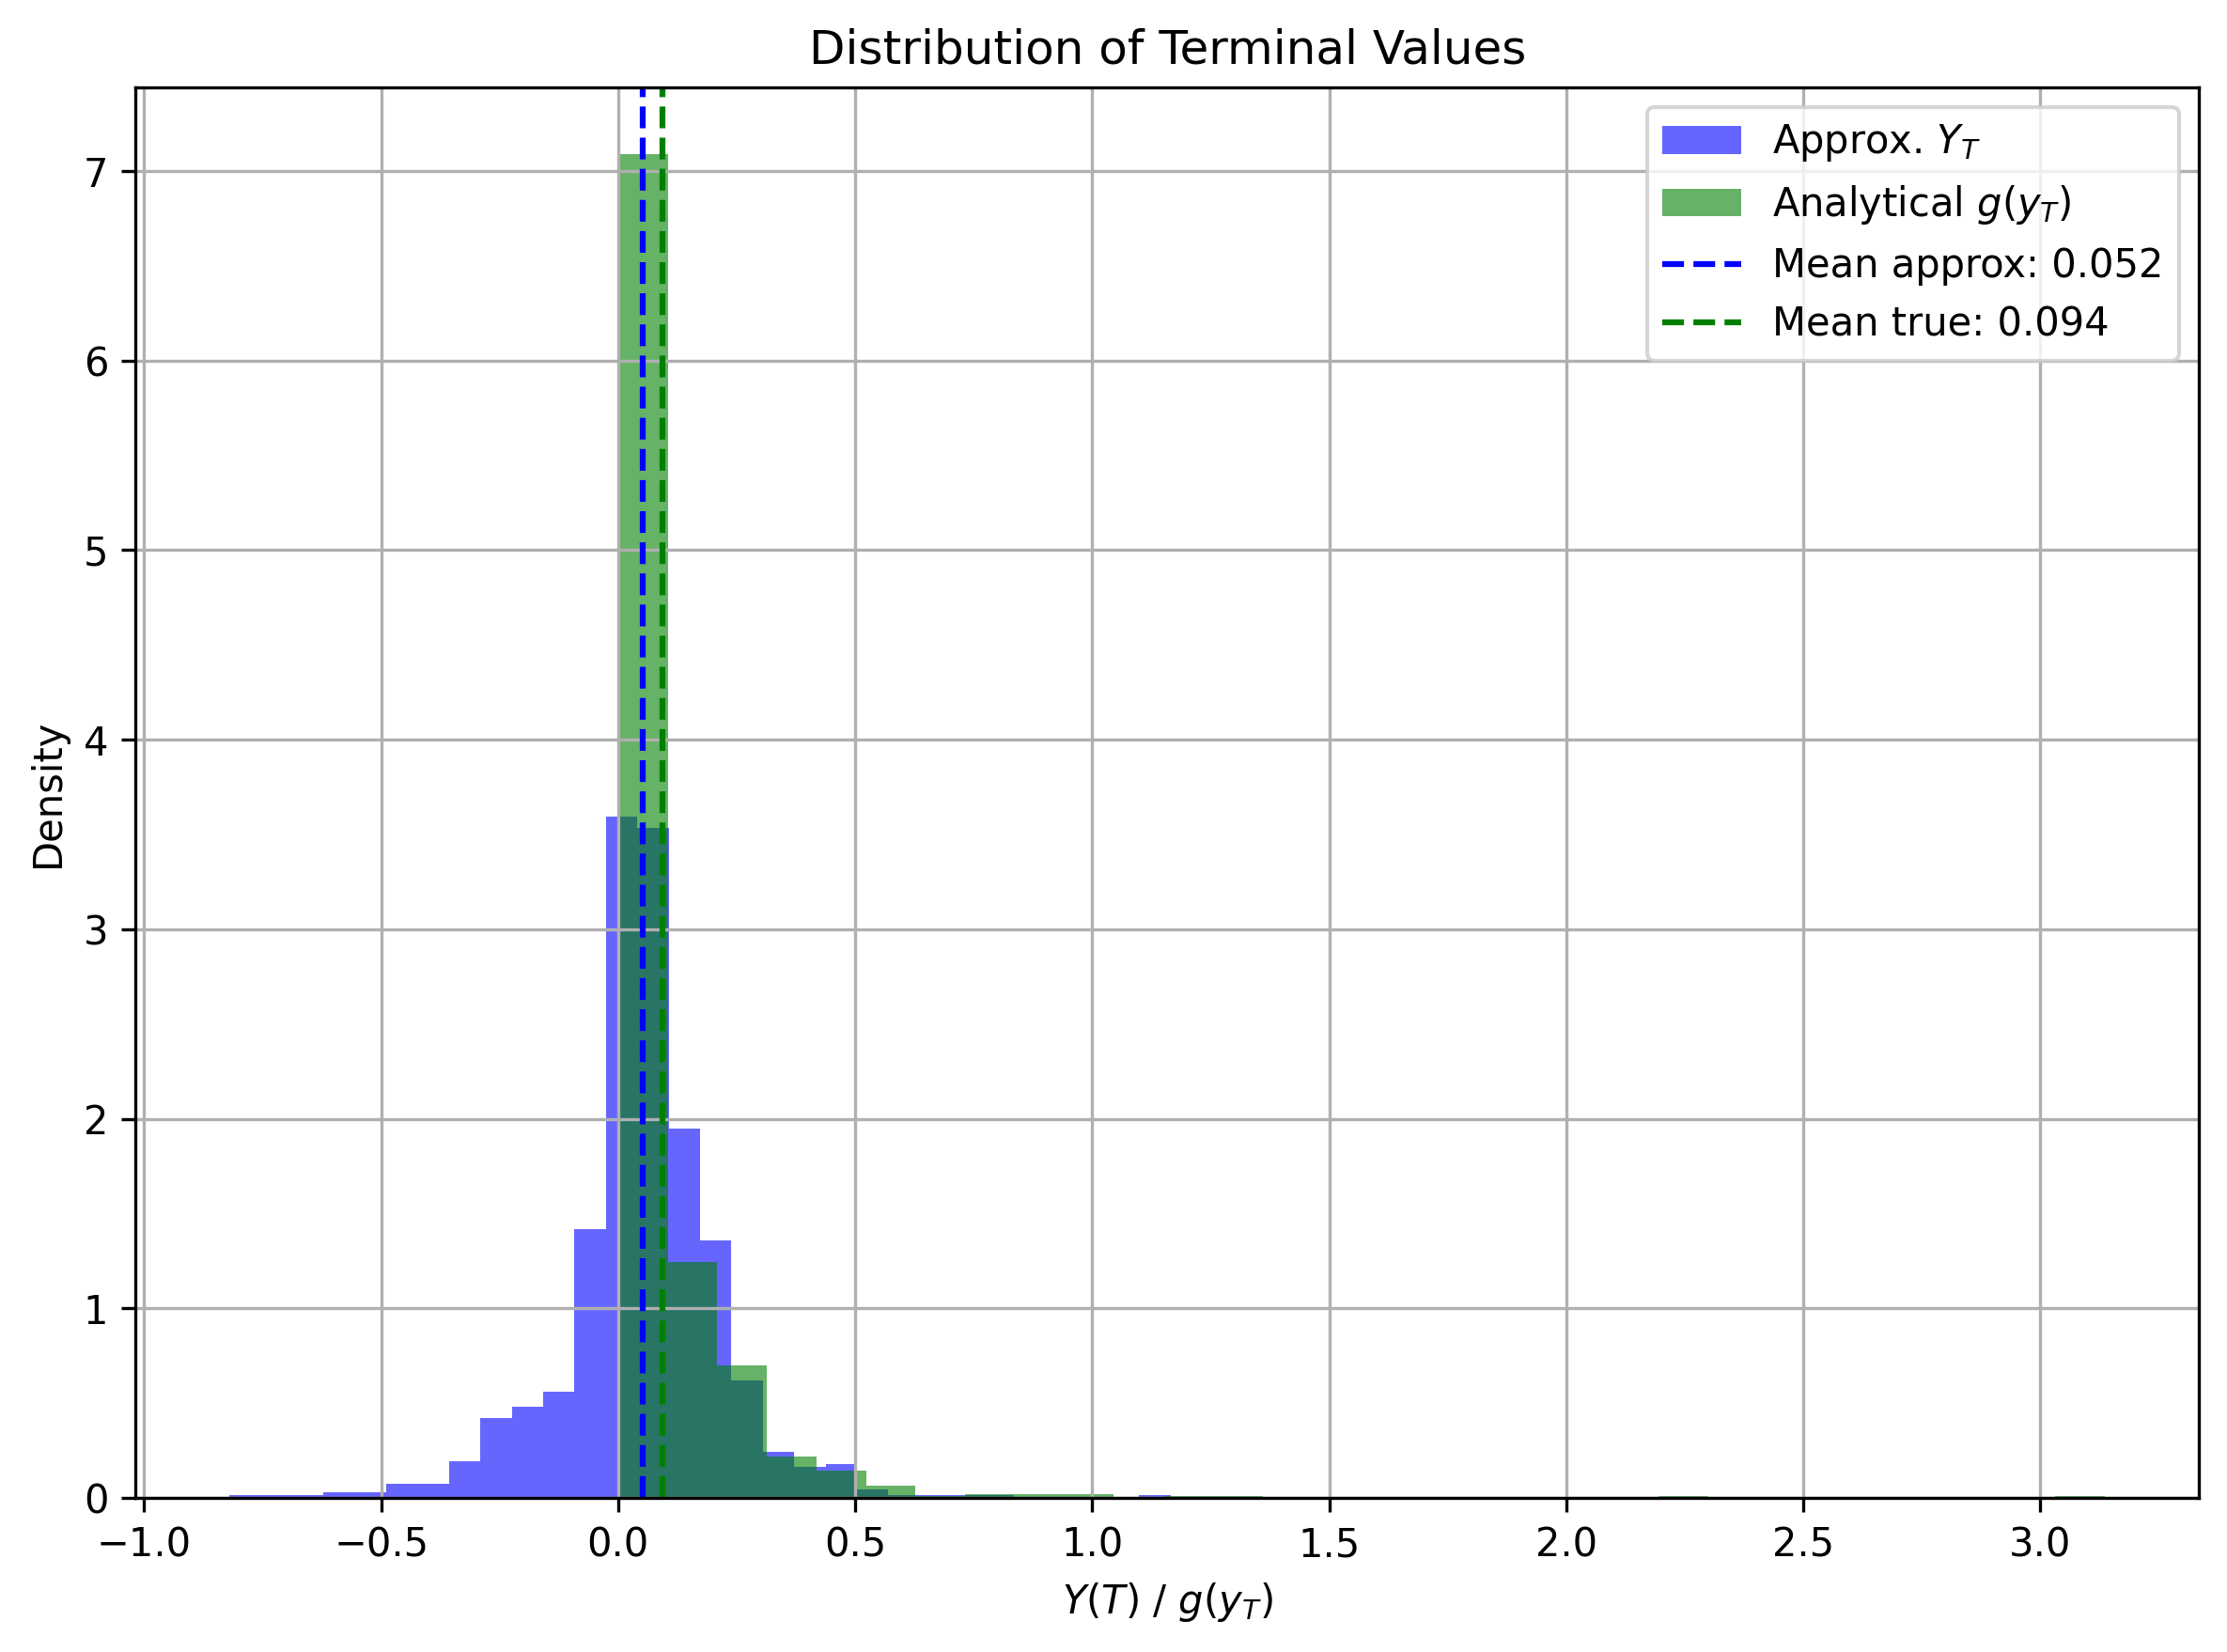 Distribution of Terminal Values
Approx. Y_T
Analytical g(y_T)
Mean approx: 0.052
Mean true: 0.094
Density
7
6
5
4
3
2
1
0
−1.0 −0.5 0.0 0.5 1.0 1.5 2.0 2.5 3.0
Y(T) / g(y_T)